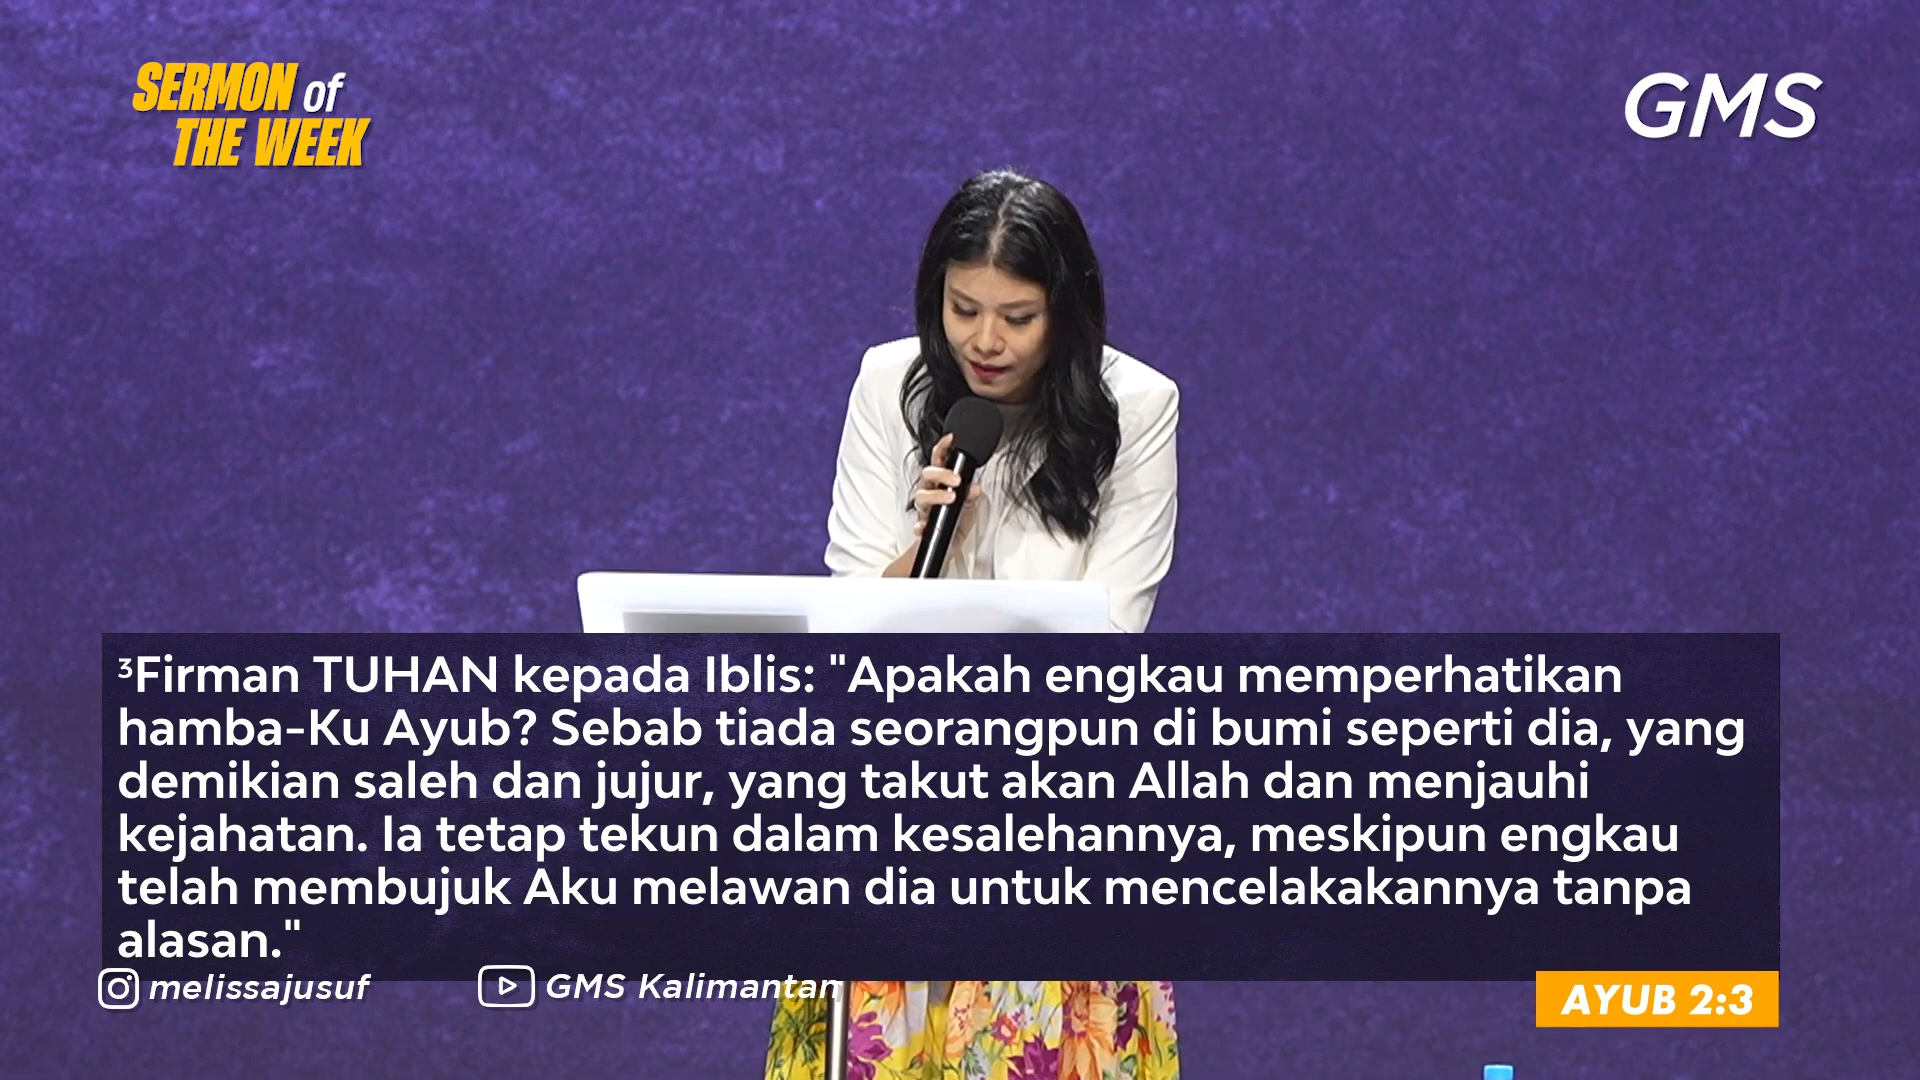 SERMON of
THE WEEK
GMS
³Firman TUHAN kepada Iblis: "Apakah engkau memperhatikan
hamba-Ku Ayub? Sebab tiada seorangpun di bumi seperti dia, yang
demikian saleh dan jujur, yang takut akan Allah dan menjauhi
kejahatan. Ia tetap tekun dalam kesalehannya, meskipun engkau
telah membujuk Aku melawan dia untuk mencelakakannya tanpa
alasan."
melissajusuf
GMS Kalimantan
AYUB 2:3